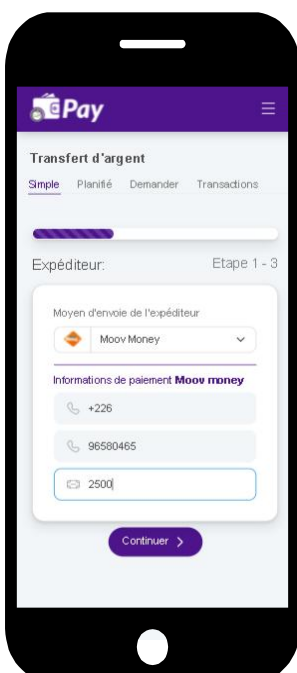 Pay
Transfert d'argent
Simple Planifié Demander Transactions
Expéditeur: Etape 1 - 3
Moyen d'envoie de l'expéditeur
Moov Money
Informations de paiement Moov money
+226
96580465
2500
Continuer